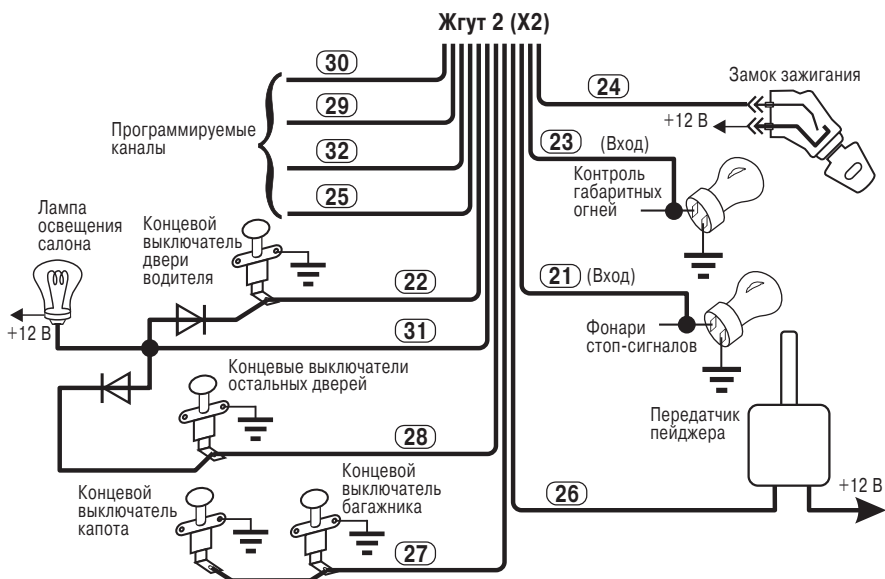 Жгут 2 (X2)
30
29
32
25
Программируемые
каналы
24
Замок зажигания
+12 В
23 (Вход)
Контроль
габаритных
огней
Лампа
освещения
салона
+12 В
Концевой
выключатель
двери
водителя
22
31
21 (Вход)
Фонари
стоп-сигналов
Концевые выключатели
остальных дверей
28
Передатчик
пейджера
26
+12 В
Концевой
выключатель
капота
Концевой
выключатель
багажника
27